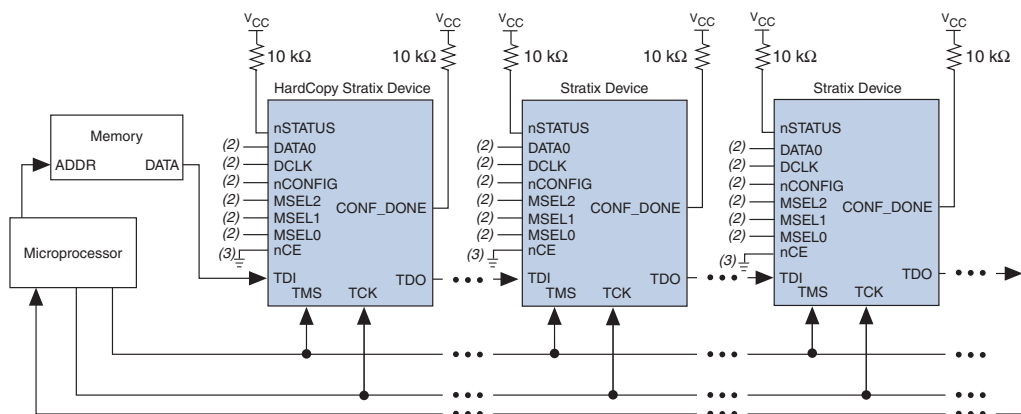 VCC VCC VCC VCC VCC VCC
10 kΩ 10 kΩ 10 kΩ 10 kΩ 10 kΩ 10 kΩ
HardCopy Stratix Device
Stratix Device
Stratix Device
Memory
ADDR DATA
Microprocessor
nSTATUS
(2) DATA0
(2) DCLK
(2) nCONFIG
(2) MSEL2
(2) MSEL1
(2) MSEL0
(3) nCE
CONF_DONE
TDI
TDO
TMS TCK
nSTATUS
(2) DATA0
(2) DCLK
(2) nCONFIG
(2) MSEL2
(2) MSEL1
(2) MSEL0
(3) nCE
CONF_DONE
TDI
TDO
TMS TCK
nSTATUS
(2) DATA0
(2) DCLK
(2) nCONFIG
(2) MSEL2
(2) MSEL1
(2) MSEL0
(3) nCE
CONF_DONE
TDI
TDO
TMS TCK